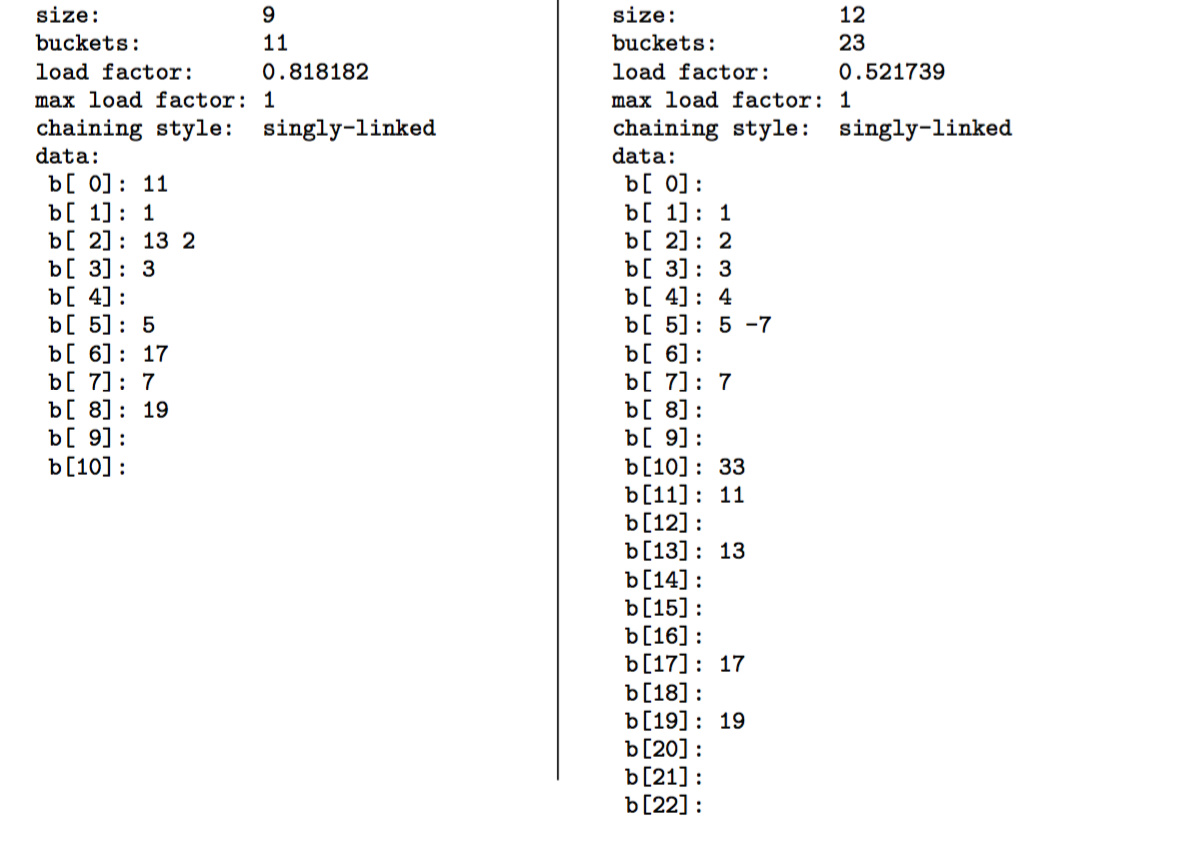 size:            9
buckets:         11
load factor:     0.818182
max load factor: 1
chaining style:  singly-linked
data:
 b[ 0]: 11
 b[ 1]: 1
 b[ 2]: 13 2
 b[ 3]: 3
 b[ 4]:
 b[ 5]: 5
 b[ 6]: 17
 b[ 7]: 7
 b[ 8]: 19
 b[ 9]:
 b[10]:
size:            12
buckets:         23
load factor:     0.521739
max load factor: 1
chaining style:  singly-linked
data:
 b[ 0]:
 b[ 1]: 1
 b[ 2]: 2
 b[ 3]: 3
 b[ 4]: 4
 b[ 5]: 5 -7
 b[ 6]:
 b[ 7]: 7
 b[ 8]:
 b[ 9]:
 b[10]: 33
 b[11]: 11
 b[12]:
 b[13]: 13
 b[14]:
 b[15]:
 b[16]:
 b[17]: 17
 b[18]:
 b[19]: 19
 b[20]:
 b[21]:
 b[22]: